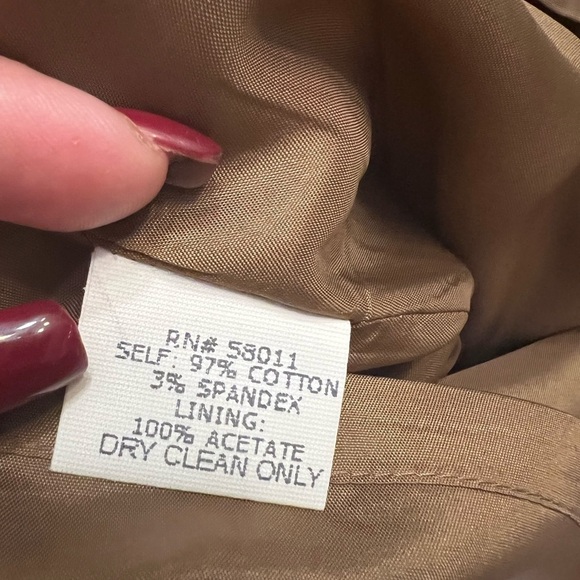 RN# 58011
SELF: 97% COTTON
3% SPANDEX
LINING:
100% ACETATE
DRY CLEAN ONLY